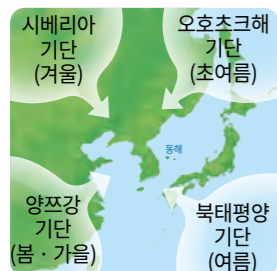 시베리아
기단
(겨울)
오호츠크해
기단
(초여름)
동해
양쯔강
기단
(봄 · 가을)
북태평양
기단
(여름)